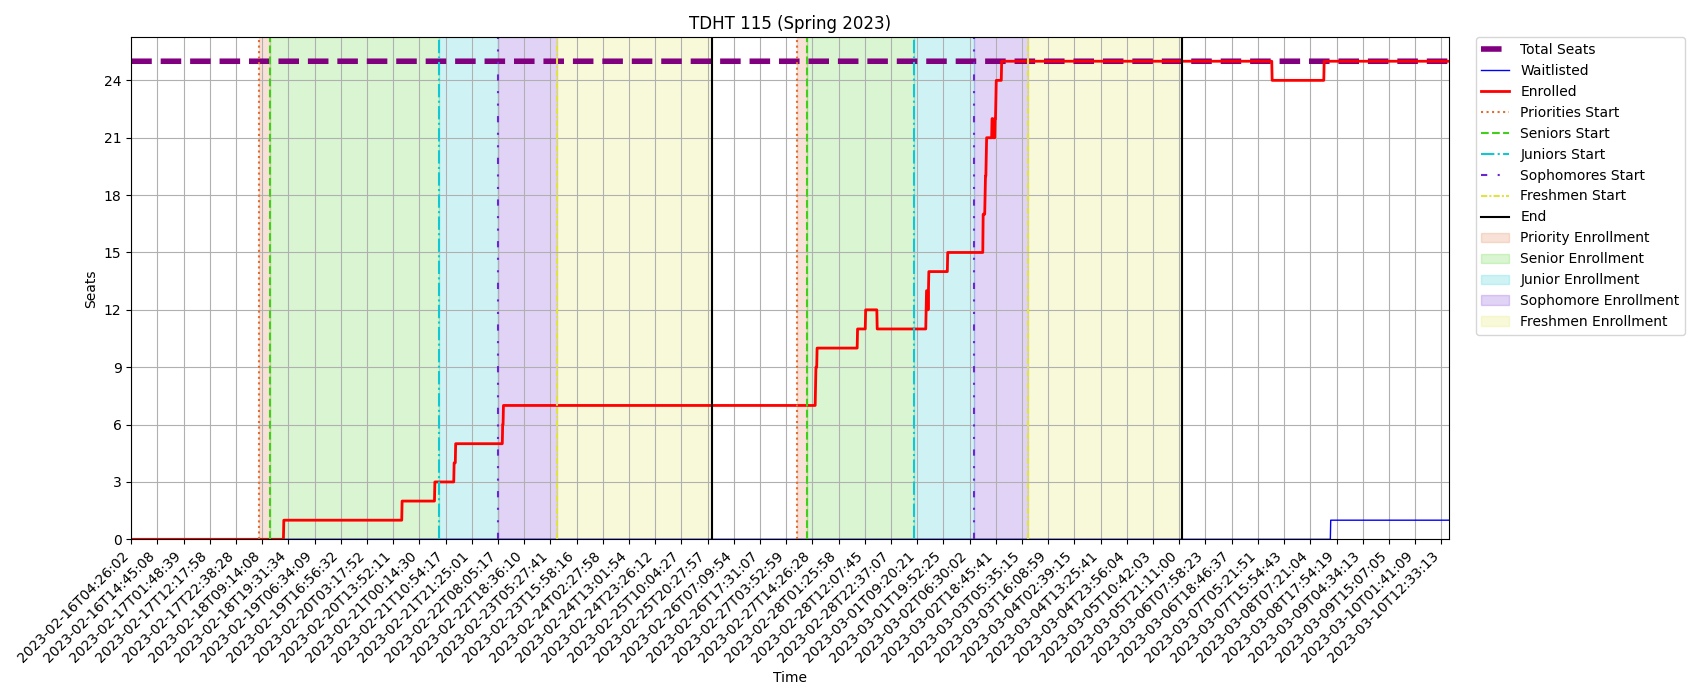 TDHT 115 (Spring 2023)
Total Seats
Waitlisted
Enrolled
Priorities Start
Seniors Start
Juniors Start
Sophomores Start
Freshmen Start
End
Priority Enrollment
Senior Enrollment
Junior Enrollment
Sophomore Enrollment
Freshmen Enrollment
Seats
24
21
18
15
12
9
6
3
0
2023-02-16T04:26:02
2023-02-16T14:45:08
2023-02-17T01:48:39
2023-02-17T12:17:58
2023-02-17T22:38:28
2023-02-18T09:14:08
2023-02-18T19:31:34
2023-02-19T06:34:09
2023-02-19T16:56:32
2023-02-20T03:17:52
2023-02-20T13:52:11
2023-02-21T00:14:30
2023-02-21T10:54:17
2023-02-21T21:25:01
2023-02-22T08:05:17
2023-02-22T18:36:10
2023-02-23T05:27:41
2023-02-23T15:58:16
2023-02-24T02:27:58
2023-02-24T13:01:54
2023-02-24T23:26:12
2023-02-25T10:04:27
2023-02-25T20:27:57
2023-02-26T07:09:54
2023-02-26T17:31:07
2023-02-27T03:52:59
2023-02-27T14:26:28
2023-02-28T01:25:58
2023-02-28T12:07:45
2023-02-28T22:37:07
2023-03-01T09:20:21
2023-03-01T19:52:25
2023-03-02T06:30:02
2023-03-02T18:45:41
2023-03-03T05:35:15
2023-03-03T16:08:59
2023-03-04T02:39:15
2023-03-04T13:25:41
2023-03-04T23:56:04
2023-03-05T10:42:03
2023-03-05T21:11:00
2023-03-06T07:58:23
2023-03-06T18:46:37
2023-03-07T05:21:51
2023-03-07T15:54:43
2023-03-08T07:21:04
2023-03-08T17:54:19
2023-03-09T04:34:13
2023-03-09T15:07:05
2023-03-10T01:41:09
2023-03-10T12:33:13
Time